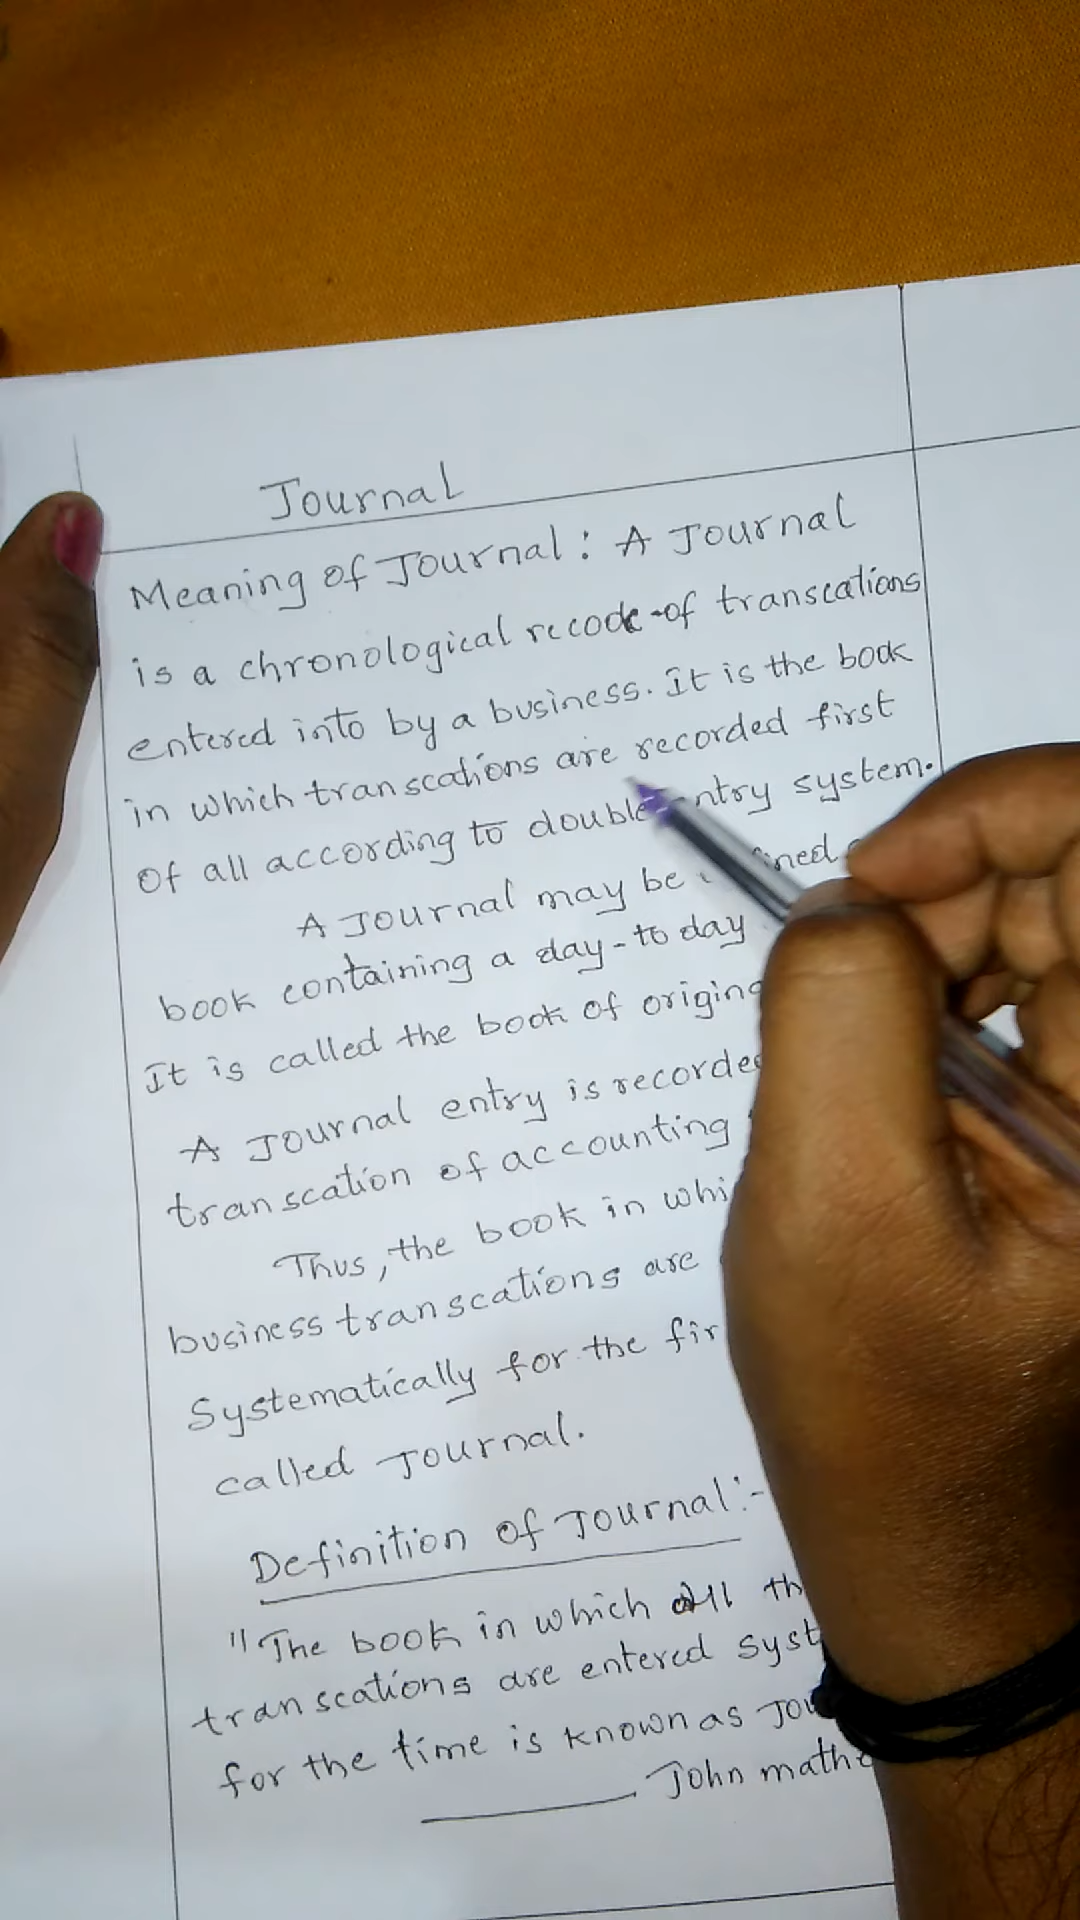 Journal
Meaning of Journal : A Journal
is a chronological recode of transcations
entered into by a business. It is the book
in which transcations are recorded first
of all according to double entry system.
A Journal may be
book containing a day-to day
It is called the book of
A Journal entry is
transcation of accounting
Thus, the book in
business transcations are
Systematically for the
called Journal.
Definition of Journal:-
"The book in which all
transcations are entered
for the time is known as
John